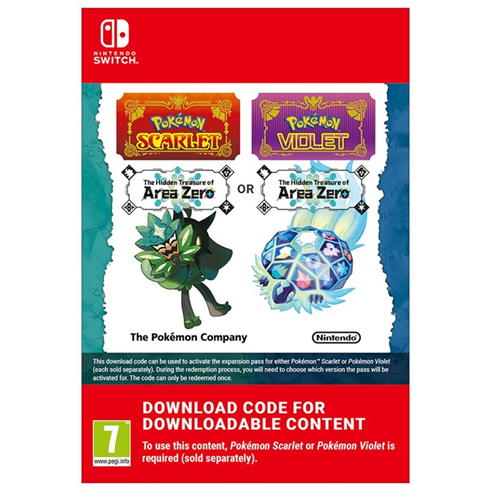 NINTENDO
SWITCH™
POKÉMON POKÉMON
SCARLET VIOLET
The Hidden Treasure of The Hidden Treasure of
Area Zero OR Area Zero
The Pokémon Company Nintendo
This download code can be used to activate the expansion pass for either Pokémon™ Scarlet or Pokémon Violet
(each sold separately). During the redemption process, you will need to choose which version the pass will be
activated for. The code can only be redeemed once.
DOWNLOAD CODE FOR
DOWNLOADABLE CONTENT
7
www.pegi.info
To use this content, Pokémon Scarlet or Pokémon Violet is
required (sold separately).